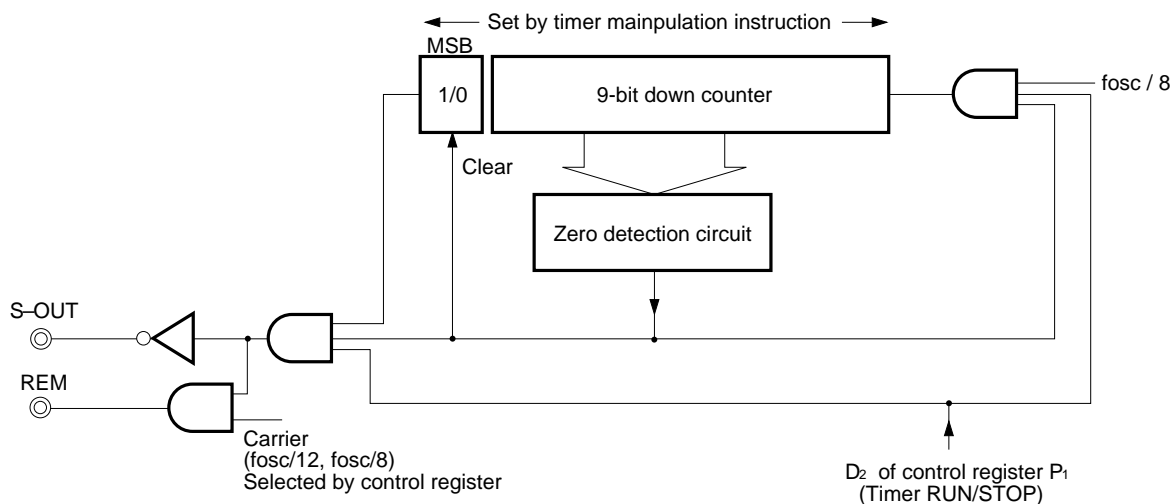 Set by timer mainpulation instruction
MSB
1/0
9-bit down counter
fosc / 8
Clear
Zero detection circuit
S–OUT
REM
Carrier
(fosc/12, fosc/8)
Selected by control register
D2 of control register P1
(Timer RUN/STOP)